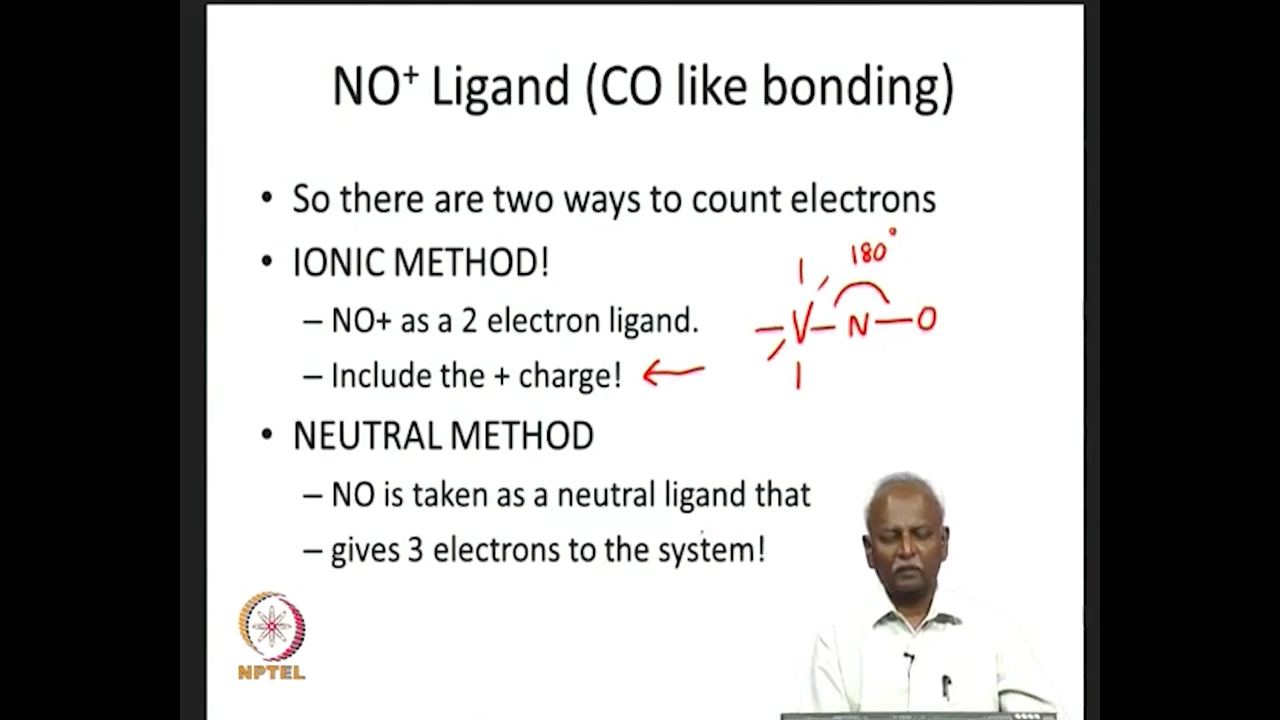 NO⁺ Ligand (CO like bonding)
• So there are two ways to count electrons
• IONIC METHOD!
– NO+ as a 2 electron ligand.
– Include the + charge!
180°
V – N – O
• NEUTRAL METHOD
– NO is taken as a neutral ligand that
– gives 3 electrons to the system!
NPTEL